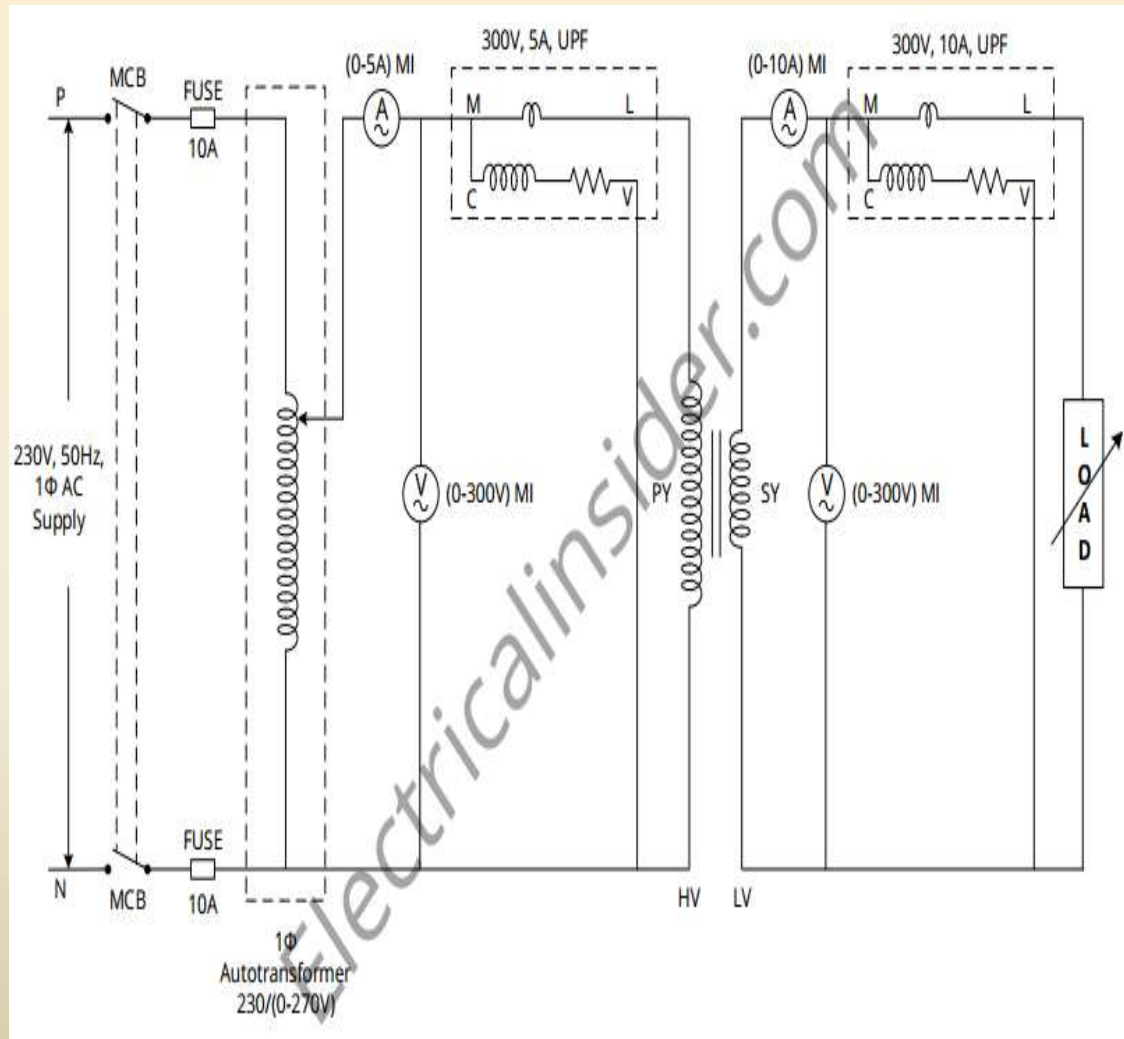 300V, 5A, UPF
300V, 10A, UPF
(0-5A) MI
(0-10A) MI
MCB
FUSE
P
10A
A
M
L
C
V
A
M
L
C
V
230V, 50Hz,
1Φ AC
Supply
V
(0-300V) MI
PY
SY
V
(0-300V) MI
L
O
A
D
FUSE
N
MCB
10A
HV
LV
1Φ
Autotransformer
230/(0-270V)
Electricalinsider.com